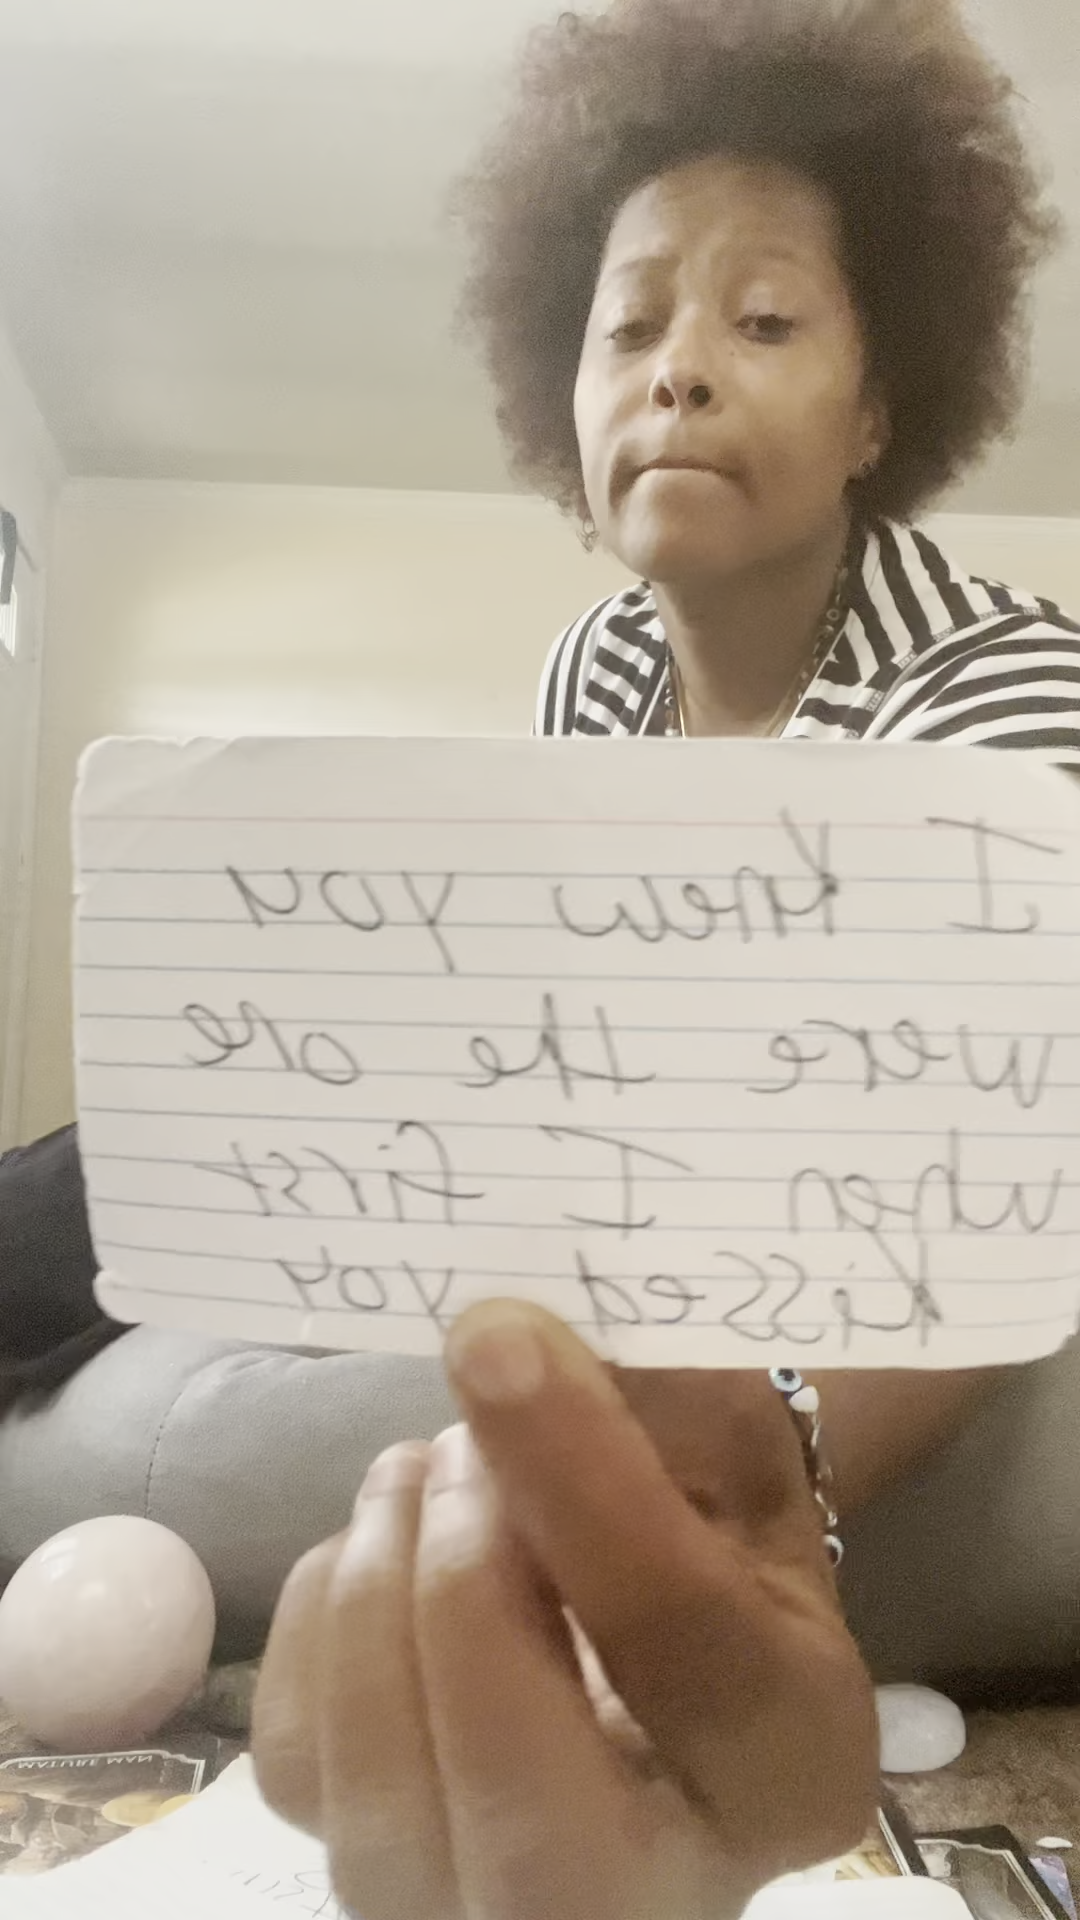 I knew you
were the one
when I first
kissed you
MATURE MAN